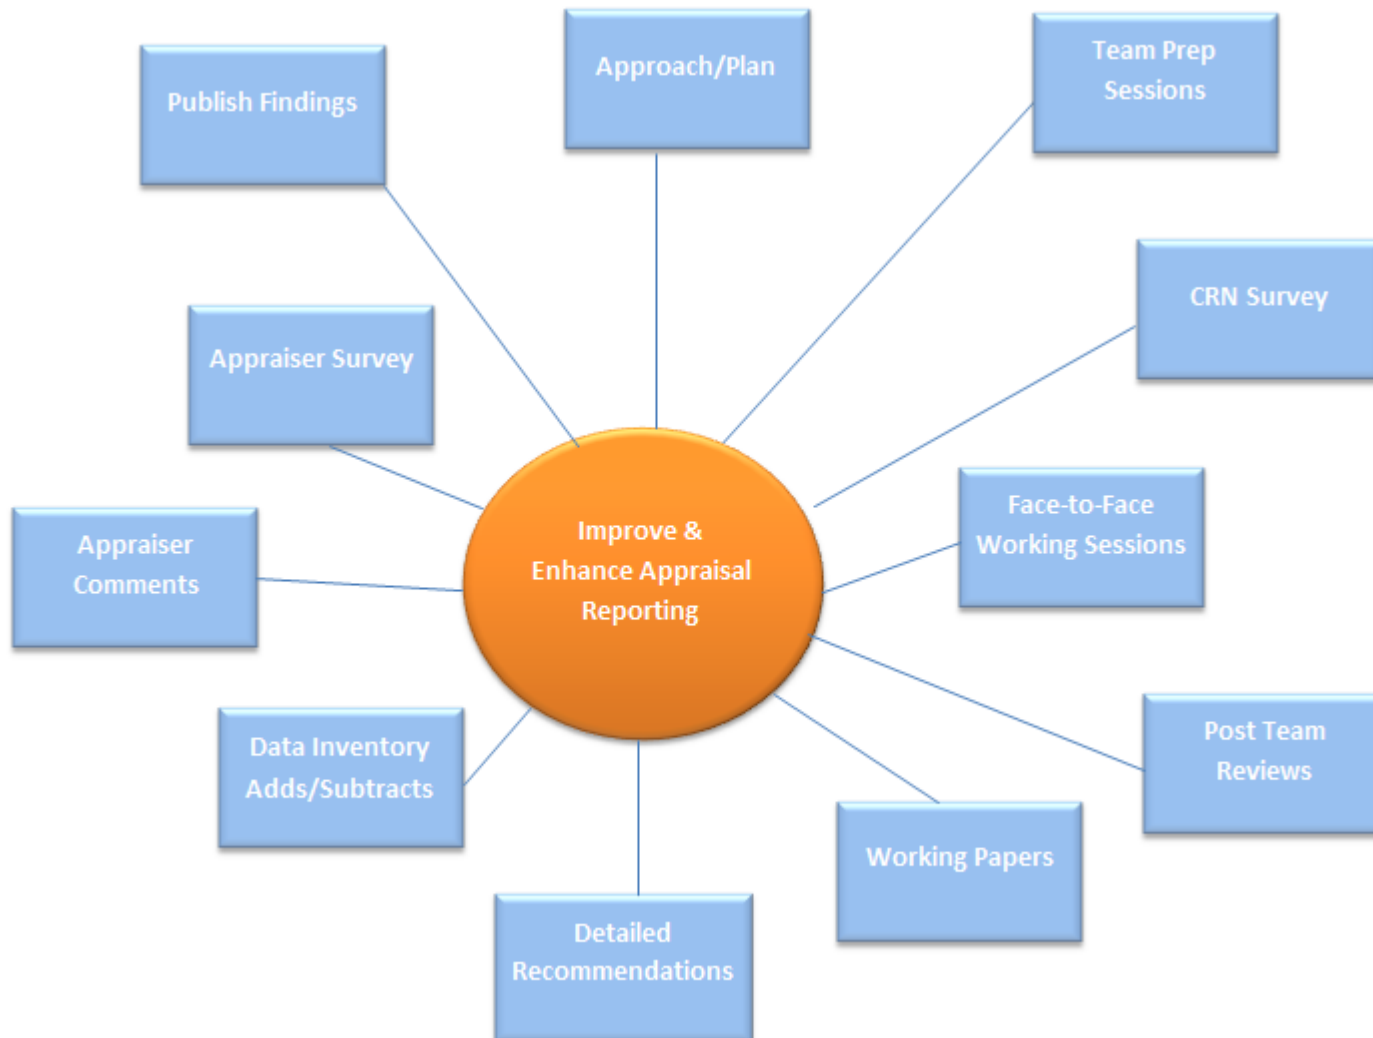 Approach/Plan
Team Prep
Sessions
Publish Findings
CRN Survey
Appraiser Survey
Face-to-Face
Working Sessions
Improve &
Enhance Appraisal
Reporting
Appraiser
Comments
Post Team
Reviews
Data Inventory
Adds/Subtracts
Working Papers
Detailed
Recommendations